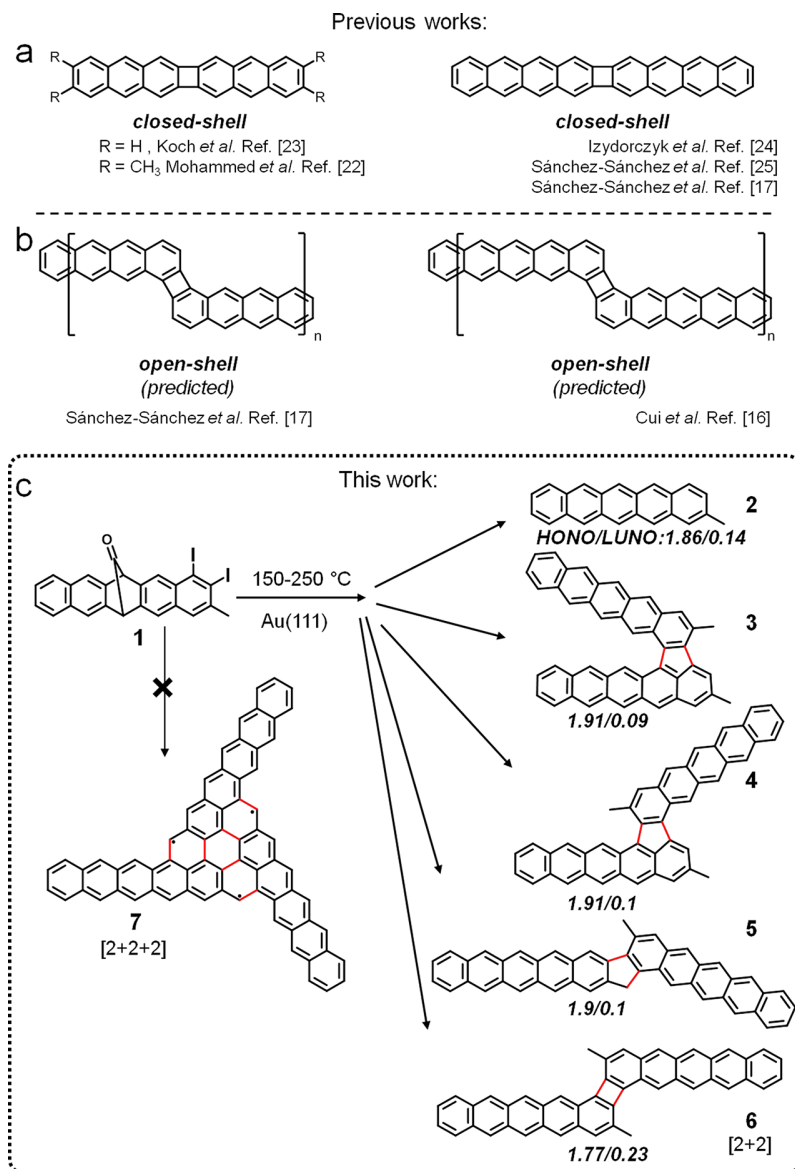 Previous works:
a
R
R
R
R
closed-shell
R = H , Koch et al. Ref. [23]
R = CH3 Mohammed et al. Ref. [22]
closed-shell
Izydorczyk et al. Ref. [24]
Sánchez-Sánchez et al. Ref. [25]
Sánchez-Sánchez et al. Ref. [17]
b
n
open-shell
(predicted)
Sánchez-Sánchez et al. Ref. [17]
n
open-shell
(predicted)
Cui et al. Ref. [16]
c
This work:
O
I
I
1
150-250 °C
Au(111)
2
HONO/LUNO:1.86/0.14
3
1.91/0.09
4
1.91/0.1
5
1.9/0.1
6
[2+2]
1.77/0.23
7
[2+2+2]